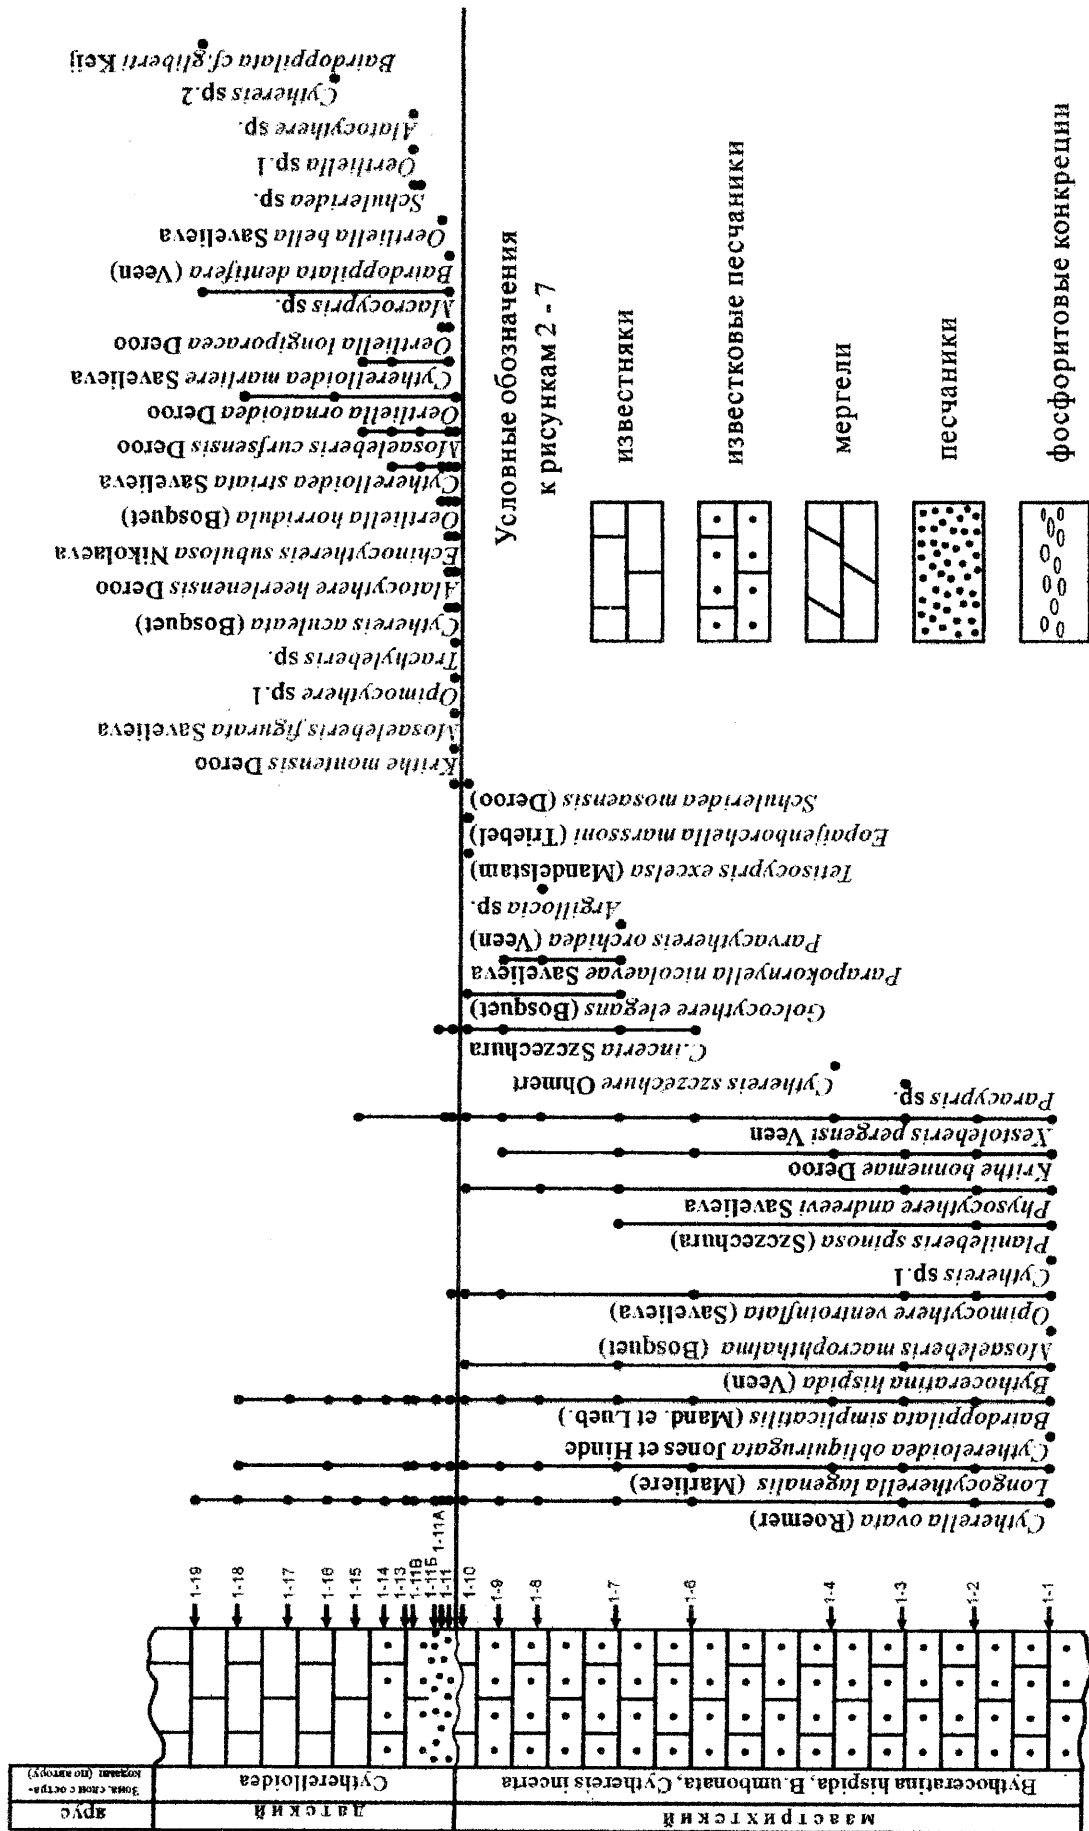 ярус
Зона, слои с остра-
кодами (по автору)
датский
маастрихтский
Cytherelloidea
Bythoceratina hispida, B.umbonata, Cythereis incerta
1-19
1-18
1-17
1-16
1-15
1-14
1-13
1-11В
1-11Б
1-11А
1-11
1-10
1-9
1-8
1-7
1-6
1-4
1-3
1-2
1-1
Cytherella ovata (Roemer)
Longocytherella lagenalis (Marliere)
Cythereloidea obliquirugata Jones et Hinde
Bairdoppilata simplicatilis (Mand. et Lueb.)
Bythoceratina hispida (Veen)
Mosaeleberis macrophthalma (Bosquet)
Opimocythere ventroinflata (Savelieva)
Cythereis sp.1
Planileberis spinosa (Szczechura)
Physocythere andreevi Savelieva
Krithe bonnemae Deroo
Xestoleberis pergensi Veen
Paracypris sp.
Cythereis szczechure Ohmert
C.incerta Szczechura
Golcocythere elegans (Bosquet)
Parapokornyella nicolaevae Savelieva
Parvacythereis orchidea (Veen)
Argillocia sp.
Tetisocypris excelsa (Mandelstam)
Eopaijenborchella marssoni (Triebel)
Schuleridea mosaensis (Deroo)
Krithe montensis Deroo
Mosaeleberis figurata Savelieva
Opimocythere sp.1
Trachyleberis sp.
Cythereis aculeata (Bosquet)
Alatocythere heerlenensis Deroo
Echinocythereis subulosa Nikolaeva
Oertliella horridula (Bosquet)
Cytherelloidea striata Savelieva
Mosaeleberis curfsensis Deroo
Oertliella ornatoidea Deroo
Cytherelloidea marliere Savelieva
Oertliella longiporacea Deroo
Macrocypris sp.
Bairdoppilata dentifera (Veen)
Oertliella bella Savelieva
Schuleridea sp.
Oertliella sp.1
Alatocythere sp.
Cythereis sp.2
Bairdoppilata cf.gliberti Keij
Условные обозначения
к рисункам 2 - 7
известняки
известковые песчаники
мергели
песчаники
фосфоритовые конкреции